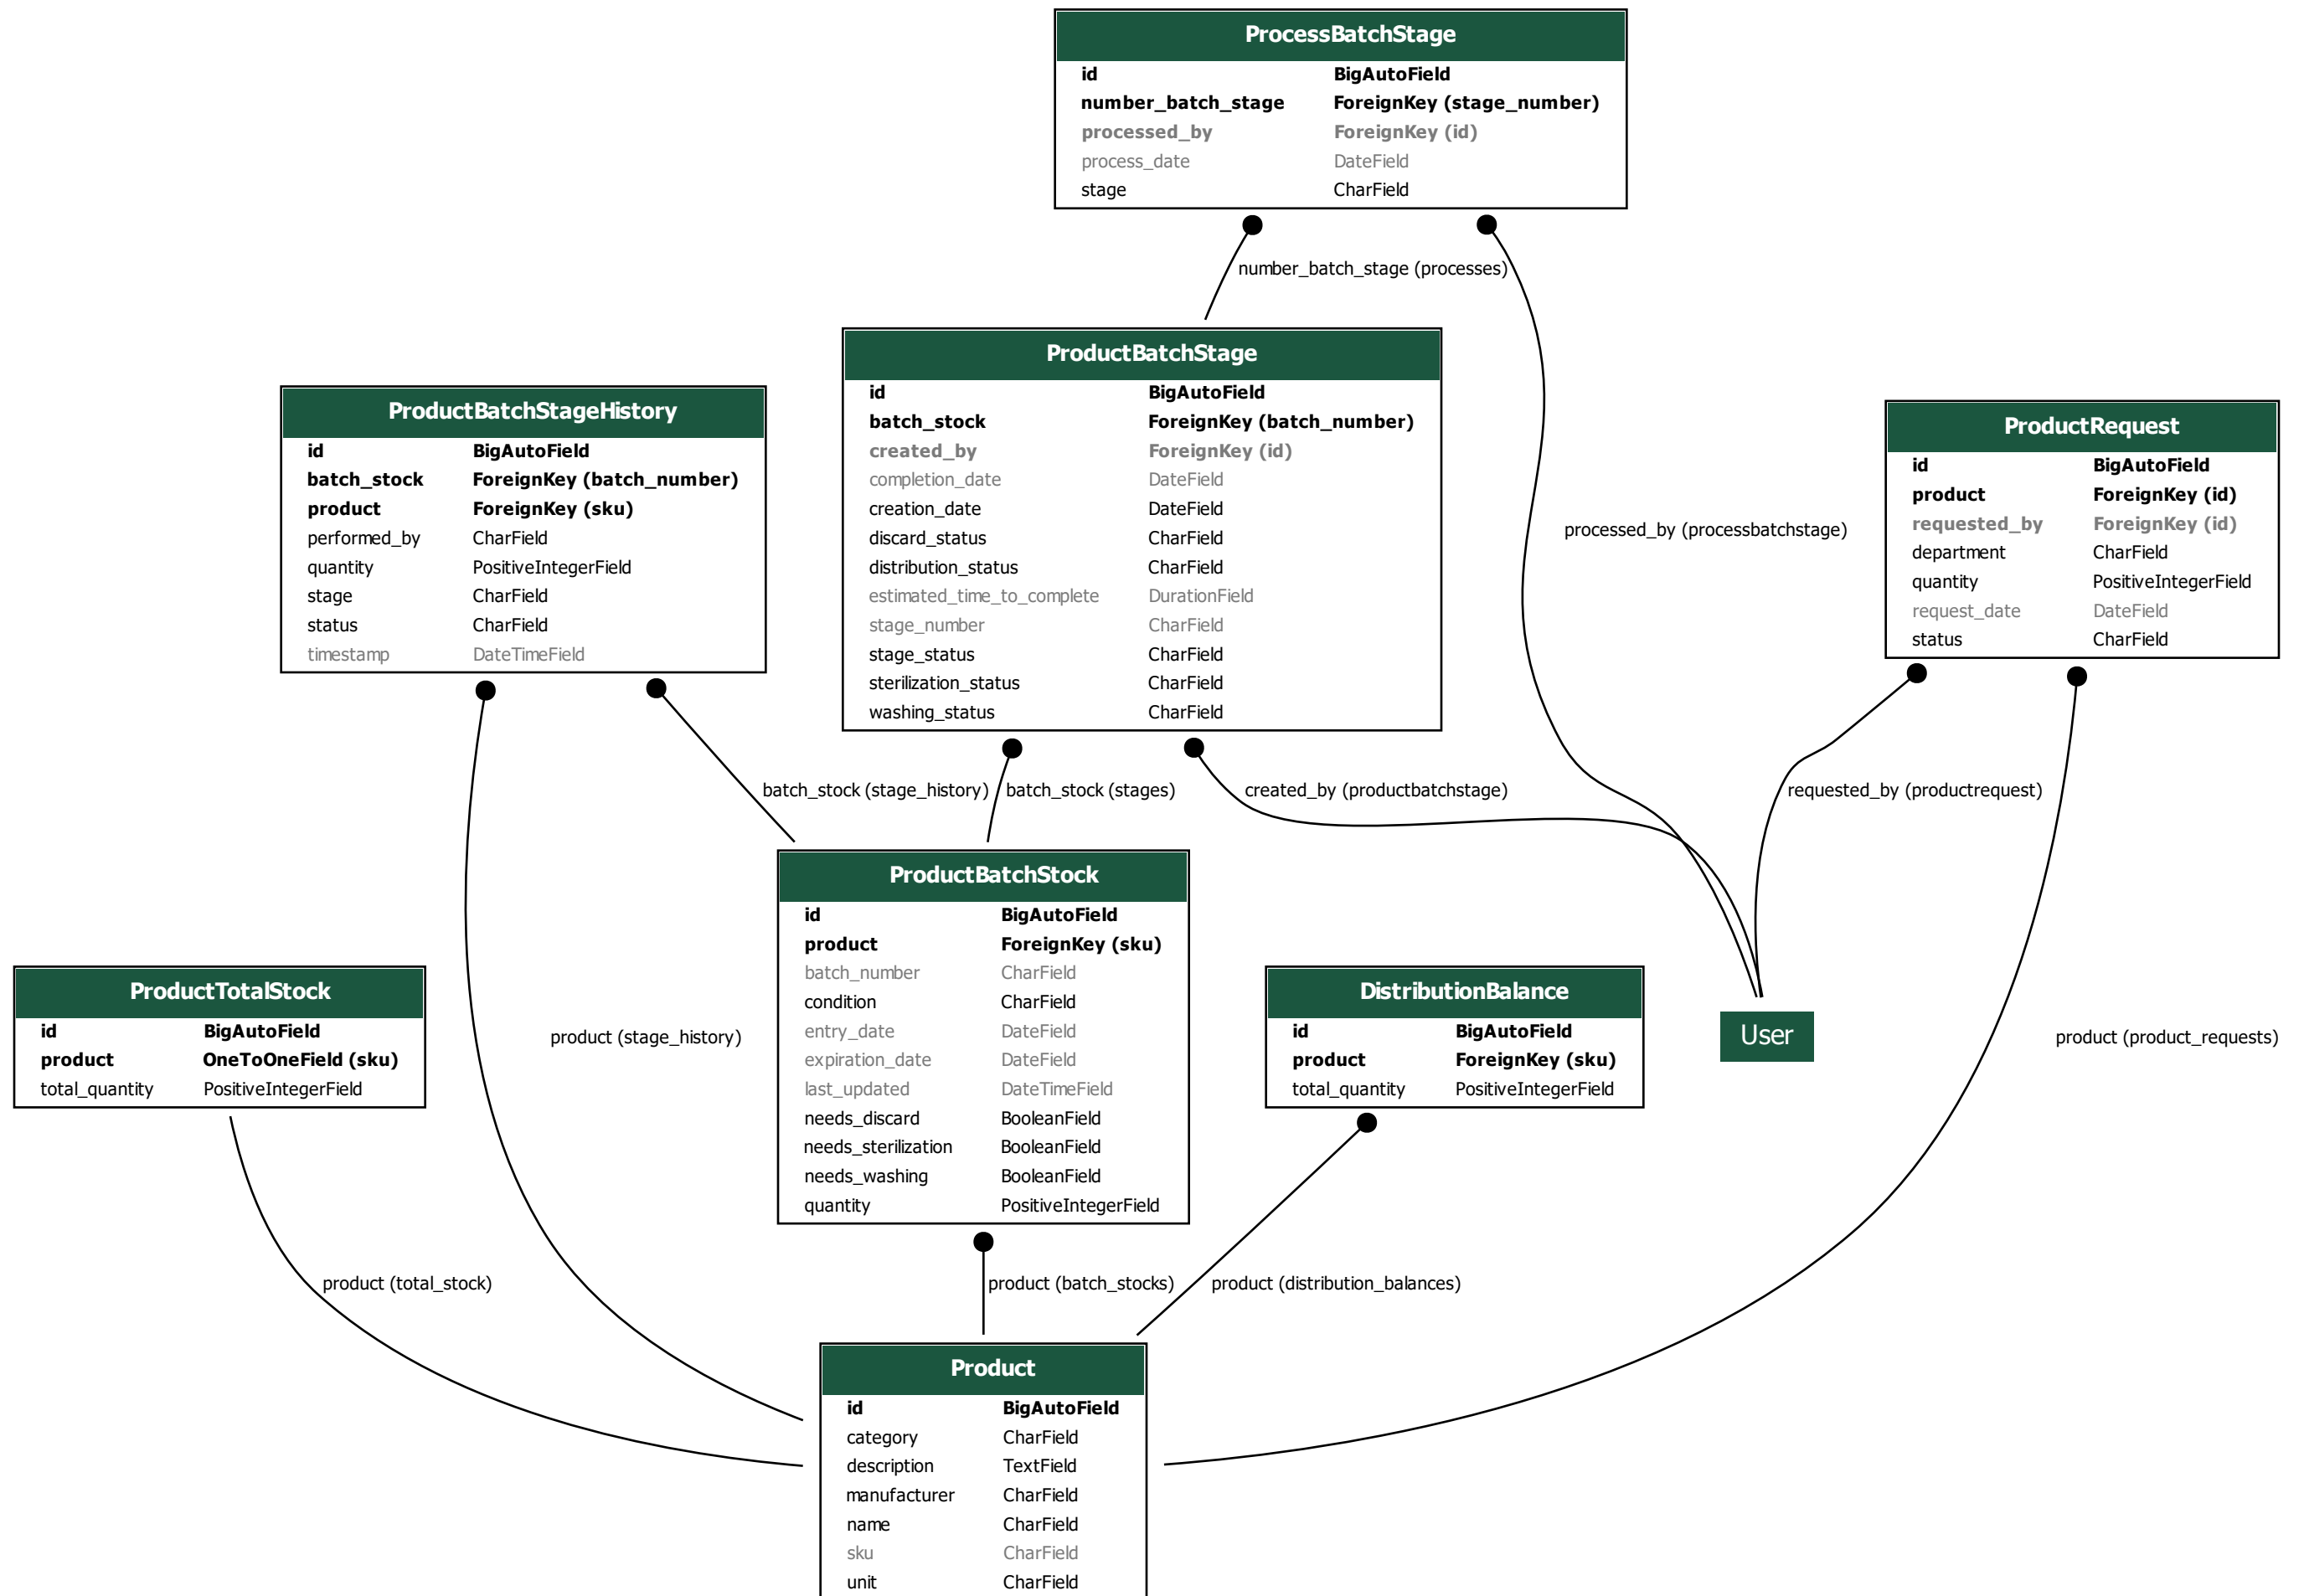 ProcessBatchStage
id BigAutoField
number_batch_stage ForeignKey (stage_number)
processed_by ForeignKey (id)
process_date DateField
stage CharField
number_batch_stage (processes)
processed_by (processbatchstage)
ProductBatchStage
id BigAutoField
batch_stock ForeignKey (batch_number)
created_by ForeignKey (id)
completion_date DateField
creation_date DateField
discard_status CharField
distribution_status CharField
estimated_time_to_complete DurationField
stage_number CharField
stage_status CharField
sterilization_status CharField
washing_status CharField
ProductBatchStageHistory
id BigAutoField
batch_stock ForeignKey (batch_number)
product ForeignKey (sku)
performed_by CharField
quantity PositiveIntegerField
stage CharField
status CharField
timestamp DateTimeField
ProductRequest
id BigAutoField
product ForeignKey (id)
requested_by ForeignKey (id)
department CharField
quantity PositiveIntegerField
request_date DateField
status CharField
batch_stock (stage_history)
batch_stock (stages)
created_by (productbatchstage)
requested_by (productrequest)
ProductBatchStock
id BigAutoField
product ForeignKey (sku)
batch_number CharField
condition CharField
entry_date DateField
expiration_date DateField
last_updated DateTimeField
needs_discard BooleanField
needs_sterilization BooleanField
needs_washing BooleanField
quantity PositiveIntegerField
ProductTotalStock
id BigAutoField
product OneToOneField (sku)
total_quantity PositiveIntegerField
product (stage_history)
DistributionBalance
id BigAutoField
product ForeignKey (sku)
total_quantity PositiveIntegerField
User
product (product_requests)
product (total_stock)
product (batch_stocks)
product (distribution_balances)
Product
id BigAutoField
category CharField
description TextField
manufacturer CharField
name CharField
sku CharField
unit CharField